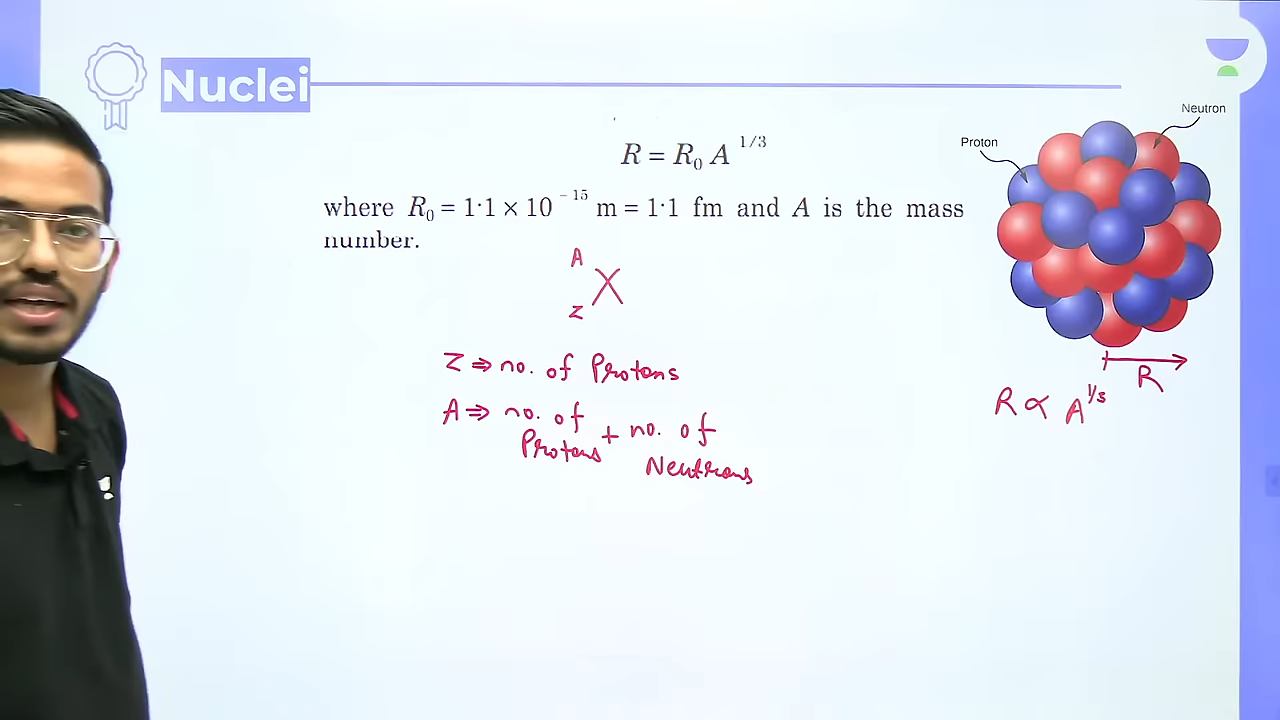 Nuclei
R = R₀ A ¹/³
where R₀ = 1·1 × 10 ⁻ ¹⁵ m = 1·1 fm and A is the mass
number.
A
X
Z
Z ⇒ no. of Protons
A ⇒ no. of Protons + no. of Neutrons
Proton
Neutron
R
R ∝ A¹/³